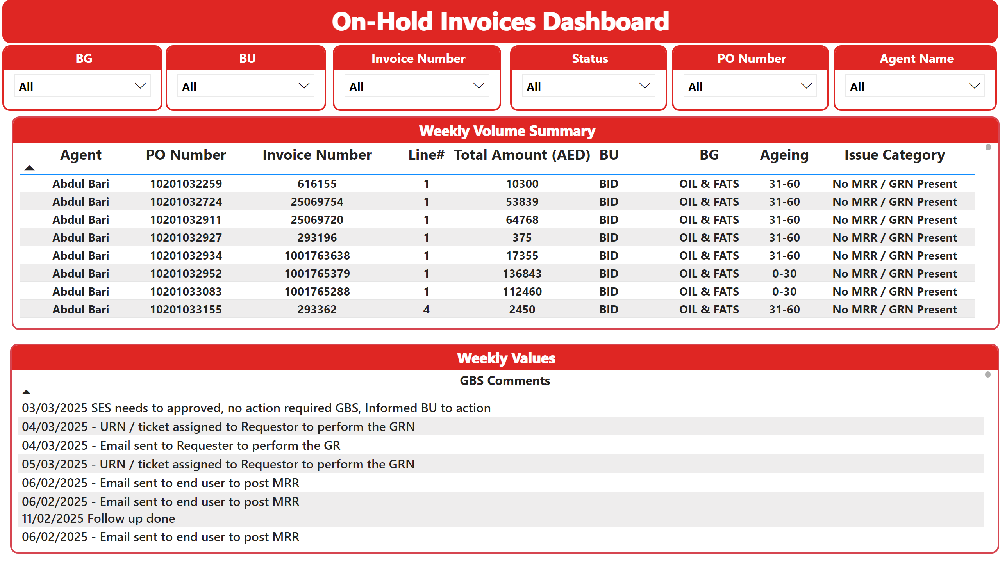 On-Hold Invoices Dashboard
BG BU Invoice Number Status PO Number Agent Name
All All All All All All
Weekly Volume Summary
Agent PO Number Invoice Number Line# Total Amount (AED) BU BG Ageing Issue Category
Abdul Bari 10201032259 616155 1 10300 BID OIL & FATS 31-60 No MRR / GRN Present
Abdul Bari 10201032724 25069754 1 53839 BID OIL & FATS 31-60 No MRR / GRN Present
Abdul Bari 10201032911 25069720 1 64768 BID OIL & FATS 31-60 No MRR / GRN Present
Abdul Bari 10201032927 293196 1 375 BID OIL & FATS 31-60 No MRR / GRN Present
Abdul Bari 10201032934 1001763638 1 17355 BID OIL & FATS 31-60 No MRR / GRN Present
Abdul Bari 10201032952 1001765379 1 136843 BID OIL & FATS 0-30 No MRR / GRN Present
Abdul Bari 10201033083 1001765288 1 112460 BID OIL & FATS 0-30 No MRR / GRN Present
Abdul Bari 10201033155 293362 4 2450 BID OIL & FATS 31-60 No MRR / GRN Present
Weekly Values
GBS Comments
03/03/2025 SES needs to approved, no action required GBS, Informed BU to action
04/03/2025 - URN / ticket assigned to Requestor to perform the GRN
04/03/2025 - Email sent to Requester to perform the GR
05/03/2025 - URN / ticket assigned to Requestor to perform the GRN
06/02/2025 - Email sent to end user to post MRR
06/02/2025 - Email sent to end user to post MRR
11/02/2025 Follow up done
06/02/2025 - Email sent to end user to post MRR